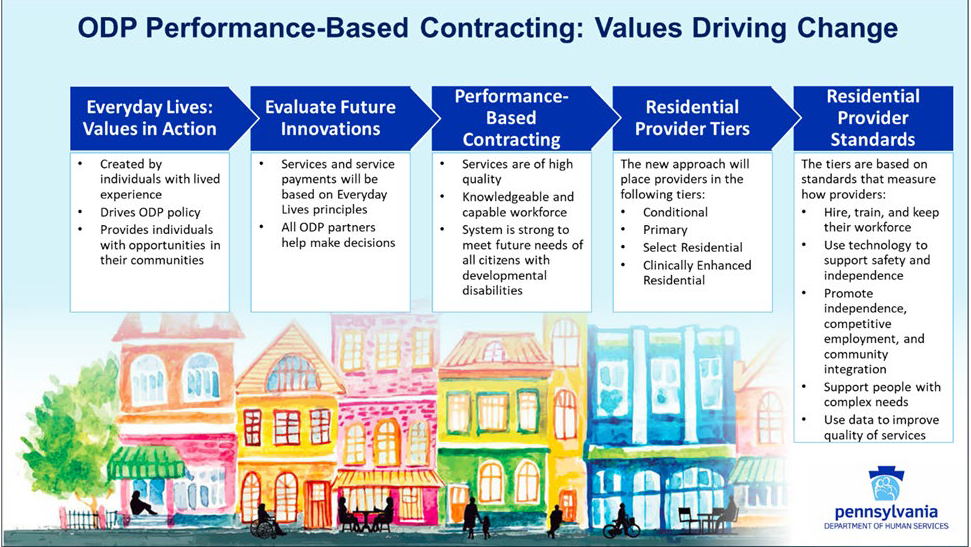 ODP Performance-Based Contracting: Values Driving Change
Everyday Lives:
Values in Action
• Created by
individuals with lived
experience
• Drives ODP policy
• Provides individuals
with opportunities in
their communities
Evaluate Future
Innovations
• Services and service
payments will be
based on Everyday
Lives principles
• All ODP partners
help make decisions
Performance-
Based
Contracting
• Services are of high
quality
• Knowledgeable and
capable workforce
• System is strong to
meet future needs of
all citizens with
developmental
disabilities
Residential
Provider Tiers
The new approach will
place providers in the
following tiers:
• Conditional
• Primary
• Select Residential
• Clinically Enhanced
Residential
Residential
Provider
Standards
The tiers are based on
standards that measure
how providers:
• Hire, train, and keep
their workforce
• Use technology to
support safety and
independence
• Promote
independence,
competitive
employment, and
community
integration
• Support people with
complex needs
• Use data to improve
quality of services
pennsylvania
DEPARTMENT OF HUMAN SERVICES